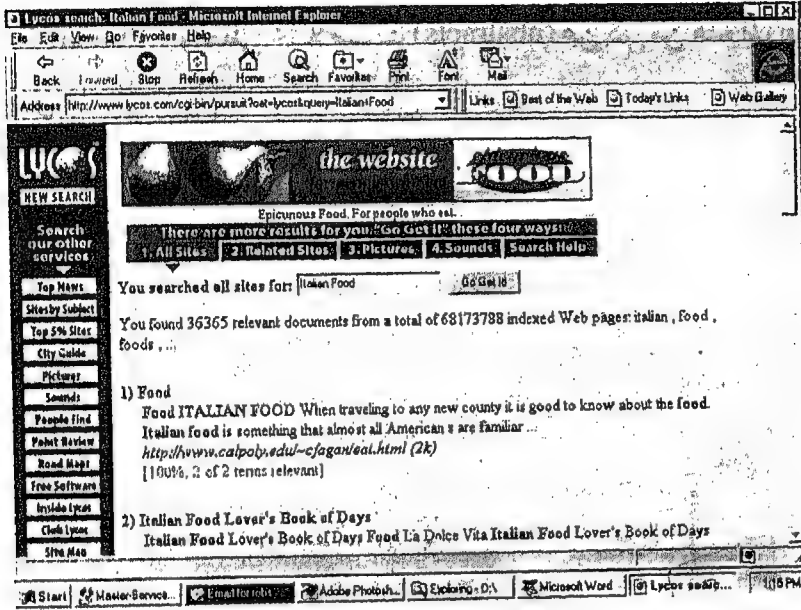 Lycos search: Italian Food - Microsoft Internet Explorer
File Edit View Go Favorites Help
Back Forward Stop Refresh Home Search Favorites Print Font Mail
Address http://www.lycos.com/cgi-bin/pursuit?cat=lycos&query=Italian+Food Links Best of the Web Today's Links Web Gallery
LYCOS
NEW SEARCH
Search
our other
services
Top News
Sites by Subject
Top 5% Sites
City Guide
Pictures
Sounds
People Find
Point Review
Road Maps
Free Software
Inside Lycos
Club Lycos
Site Map
the website
Epicurious Food. For people who eat.
There are more results for you. "Go Get It" these four ways:
1. All Sites 2. Related Sites 3. Pictures 4. Sounds Search Help
You searched all sites for: Italian Food Go Get It
You found 36365 relevant documents from a total of 68173788 indexed Web pages: italian , food ,
foods , ...
1) Food
Food ITALIAN FOOD When traveling to any new county it is good to know about the food.
Italian food is something that almost all American s are familiar ...
http://www.calpoly.edu/~cfagan/eat.html (2k)
[100%, 2 of 2 terms relevant]
2) Italian Food Lover's Book of Days
Italian Food Lover's Book of Days Food La Dolce Vita Italian Food Lover's Book of Days
Start Master-Service... Email for rob1 Adobe Photosh... Exploring - D:\ Microsoft Word Lycos searc... 1:15 PM